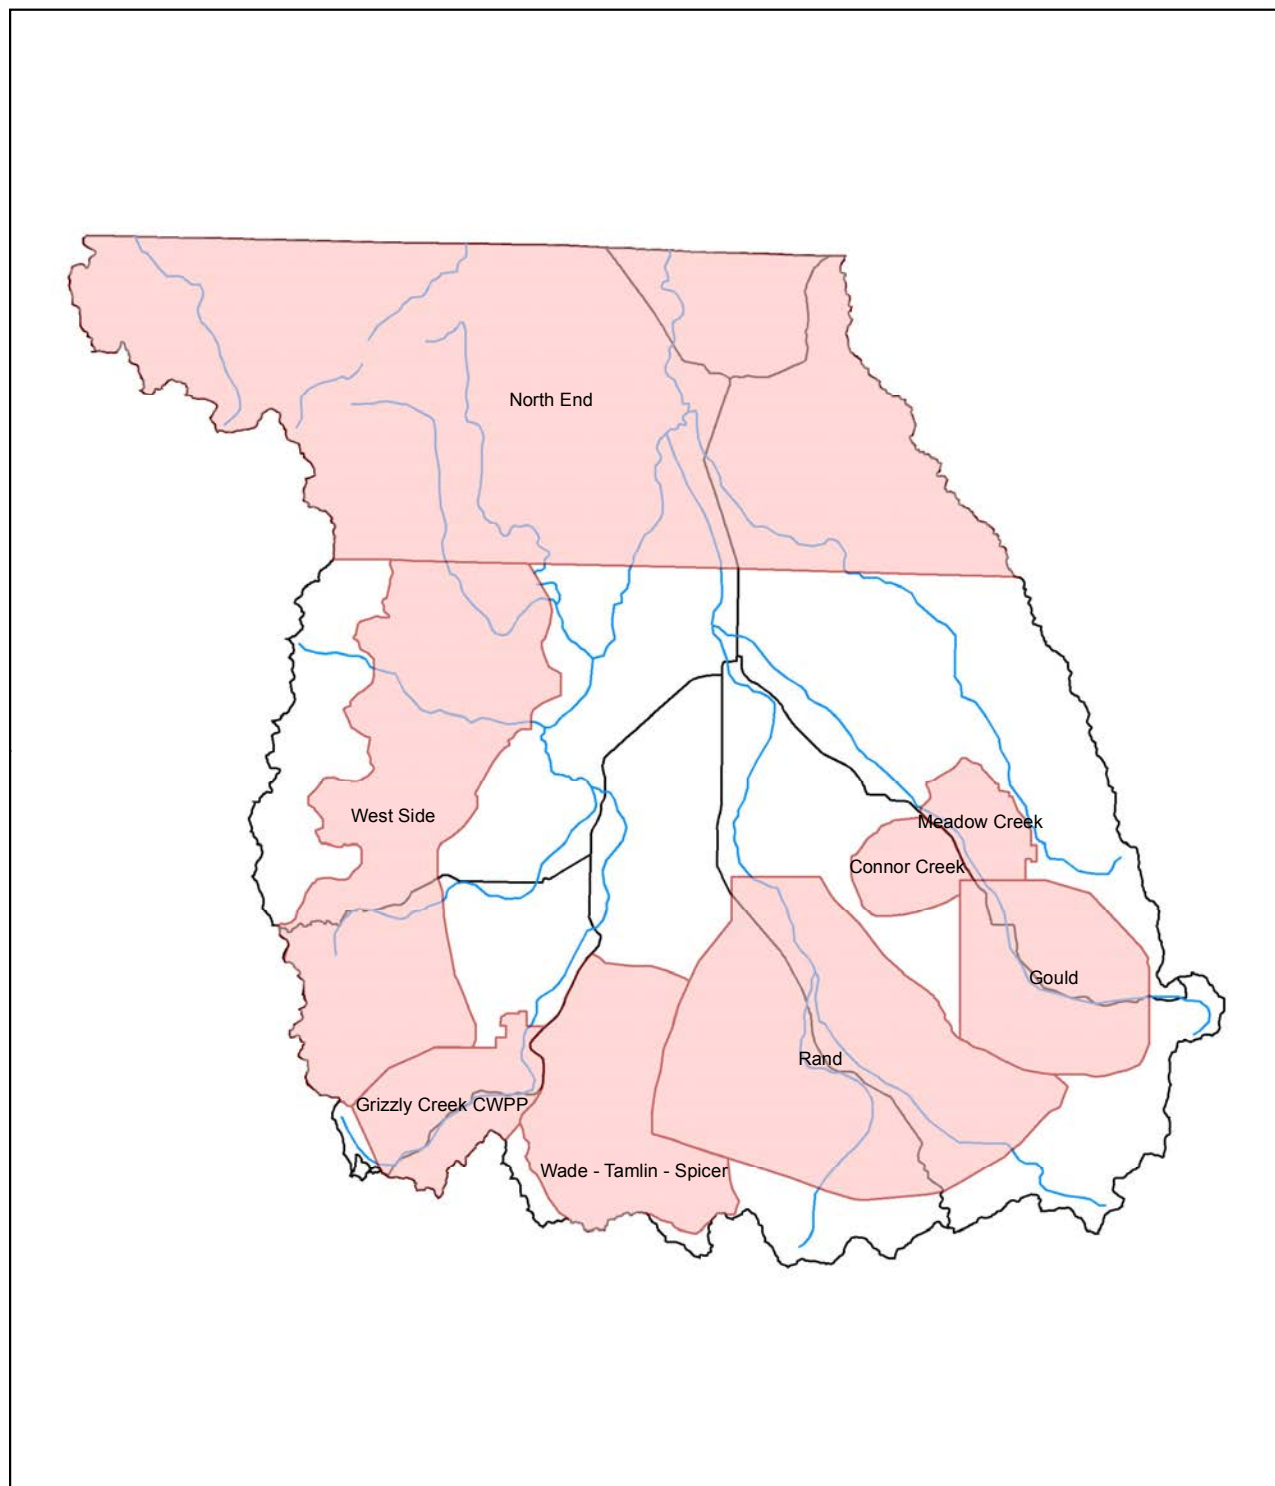 North End
West Side
Meadow Creek
Connor Creek
Gould
Rand
Grizzly Creek CWPP
Wade - Tamlin - Spicer